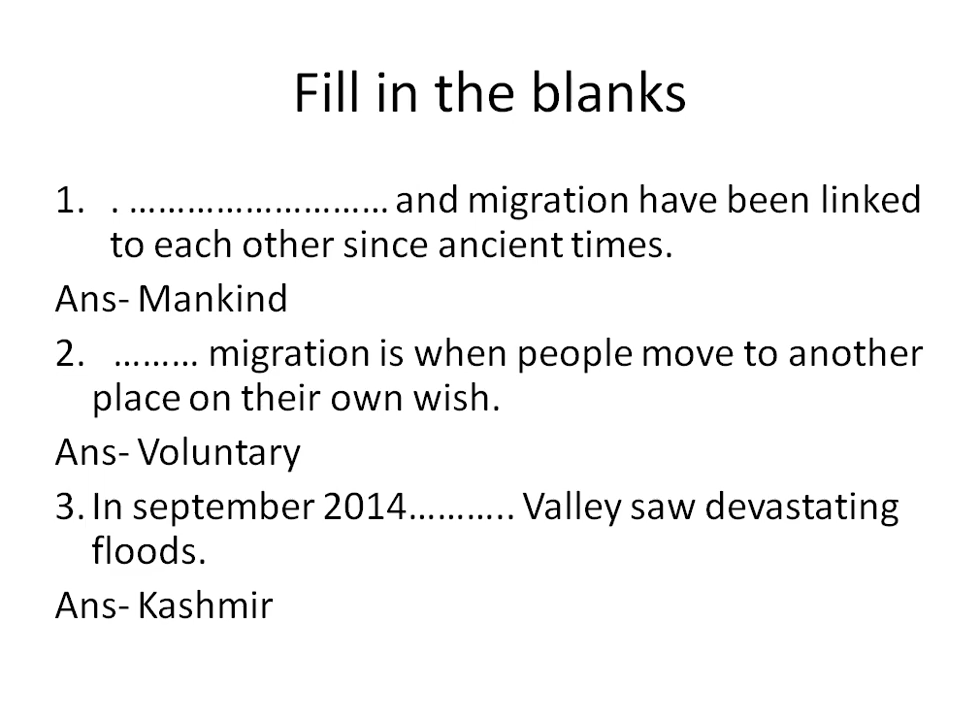 Fill in the blanks
1. . ……………………… and migration have been linked
to each other since ancient times.
Ans- Mankind
2. ……… migration is when people move to another
place on their own wish.
Ans- Voluntary
3. In september 2014……….. Valley saw devastating
floods.
Ans- Kashmir